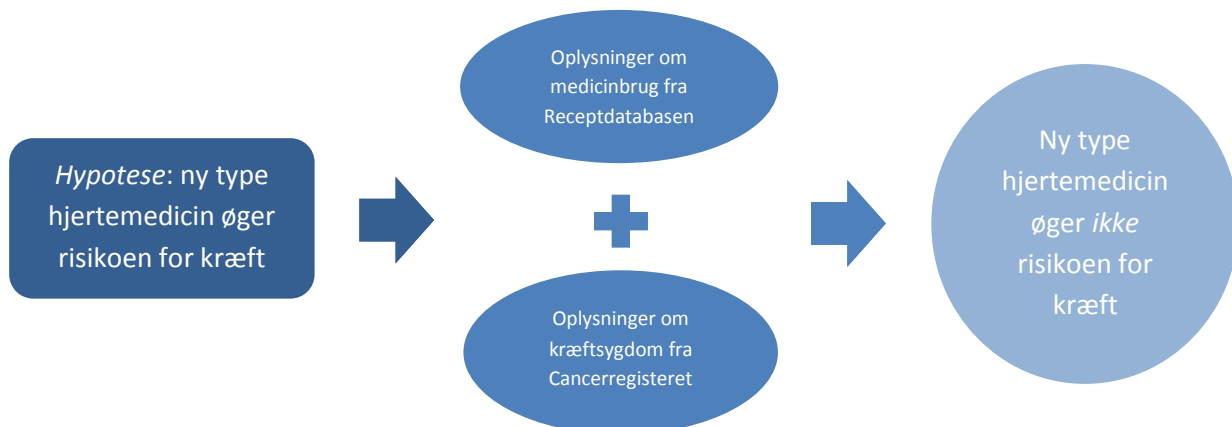 Hypotese: ny type
hjertemedicin øger
risikoen for kræft
Oplysninger om
medicinbrug fra
Receptdatabasen
Oplysninger om
kræftsygdom fra
Cancerregisteret
Ny type
hjertemedicin
øger ikke
risikoen for
kræft